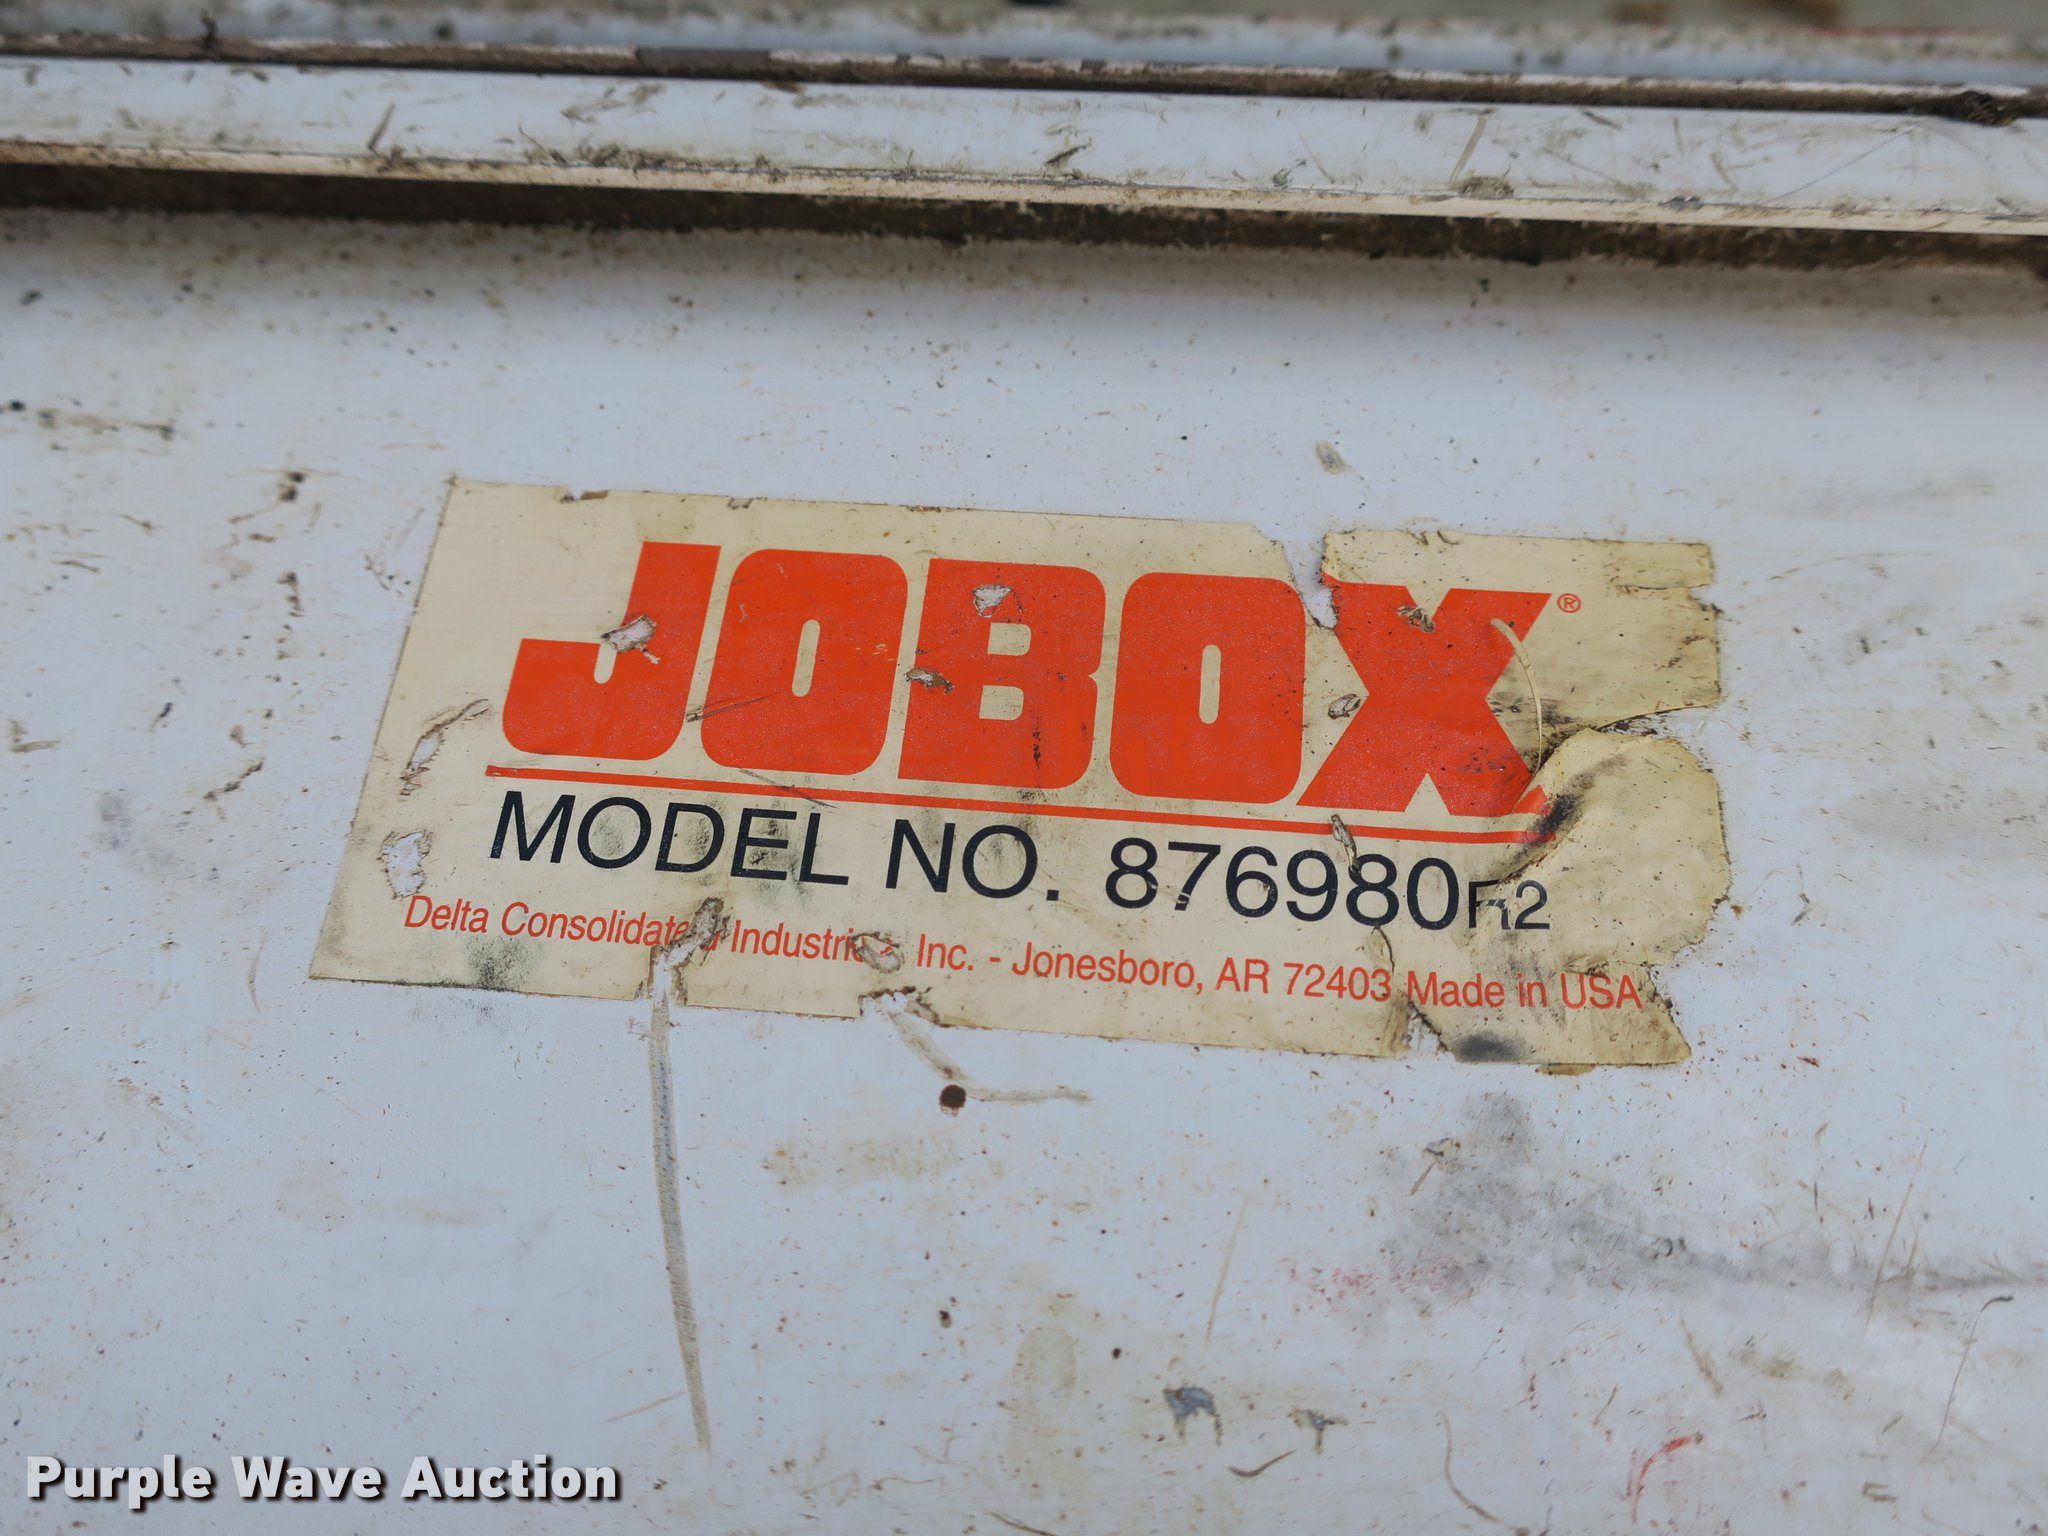 JOBOX®
MODEL NO. 876980R2
Delta Consolidated Industries, Inc. - Jonesboro, AR 72403 Made in USA
Purple Wave Auction